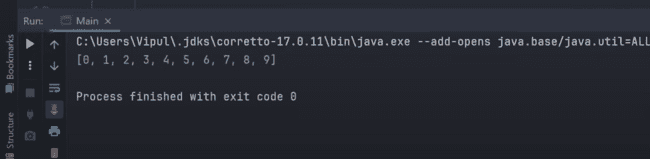 Run: Main ×
C:\Users\Vipul\.jdks\corretto-17.0.11\bin\java.exe --add-opens java.base/java.util=ALL
[0, 1, 2, 3, 4, 5, 6, 7, 8, 9]
Process finished with exit code 0
Bookmarks
Structure